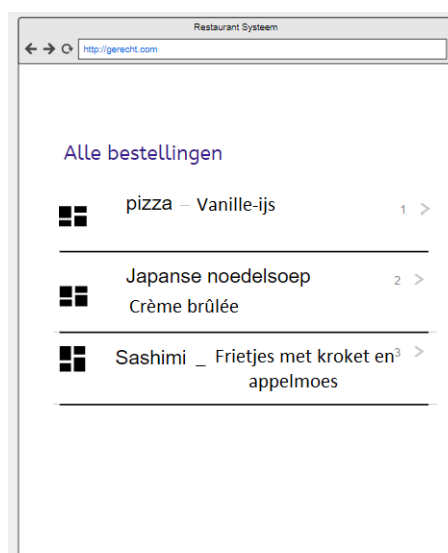 Restaurant Systeem
http://gerecht.com
Alle bestellingen
pizza – Vanille-ijs 1 >
Japanse noedelsoep 2 >
Crème brûlée
Sashimi _ Frietjes met kroket en 3 >
appelmoes